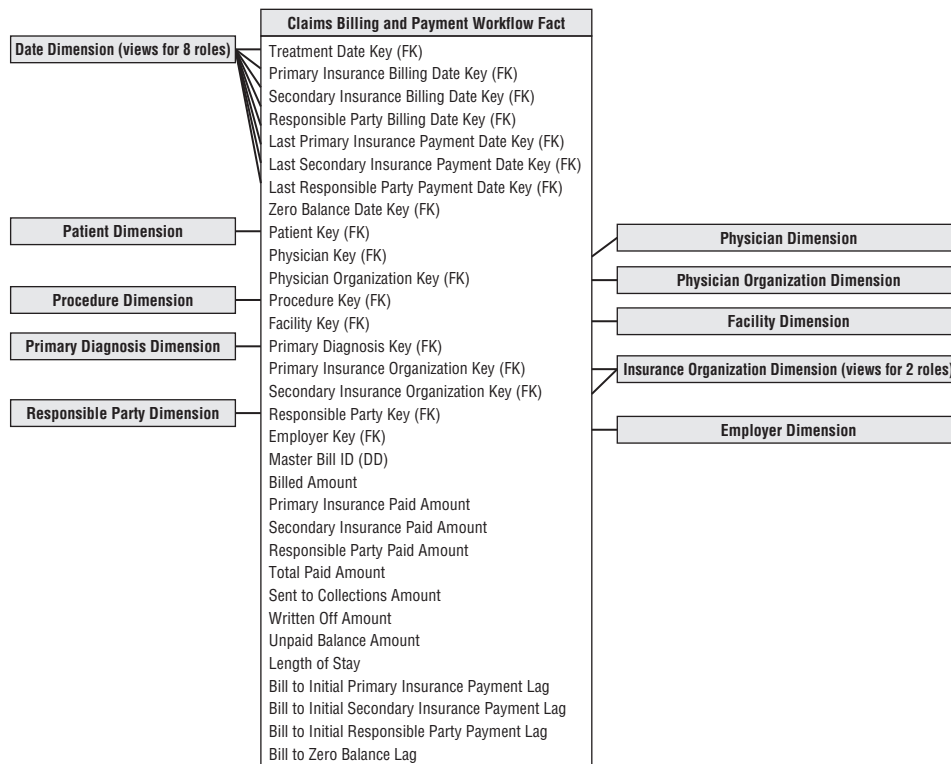 Claims Billing and Payment Workflow Fact
Date Dimension (views for 8 roles)
Treatment Date Key (FK)
Primary Insurance Billing Date Key (FK)
Secondary Insurance Billing Date Key (FK)
Responsible Party Billing Date Key (FK)
Last Primary Insurance Payment Date Key (FK)
Last Secondary Insurance Payment Date Key (FK)
Last Responsible Party Payment Date Key (FK)
Zero Balance Date Key (FK)
Patient Dimension
Patient Key (FK)
Physician Dimension
Physician Key (FK)
Physician Organization Key (FK)
Physician Organization Dimension
Procedure Dimension
Procedure Key (FK)
Facility Key (FK)
Facility Dimension
Primary Diagnosis Dimension
Primary Diagnosis Key (FK)
Primary Insurance Organization Key (FK)
Insurance Organization Dimension (views for 2 roles)
Secondary Insurance Organization Key (FK)
Responsible Party Dimension
Responsible Party Key (FK)
Employer Key (FK)
Employer Dimension
Master Bill ID (DD)
Billed Amount
Primary Insurance Paid Amount
Secondary Insurance Paid Amount
Responsible Party Paid Amount
Total Paid Amount
Sent to Collections Amount
Written Off Amount
Unpaid Balance Amount
Length of Stay
Bill to Initial Primary Insurance Payment Lag
Bill to Initial Secondary Insurance Payment Lag
Bill to Initial Responsible Party Payment Lag
Bill to Zero Balance Lag